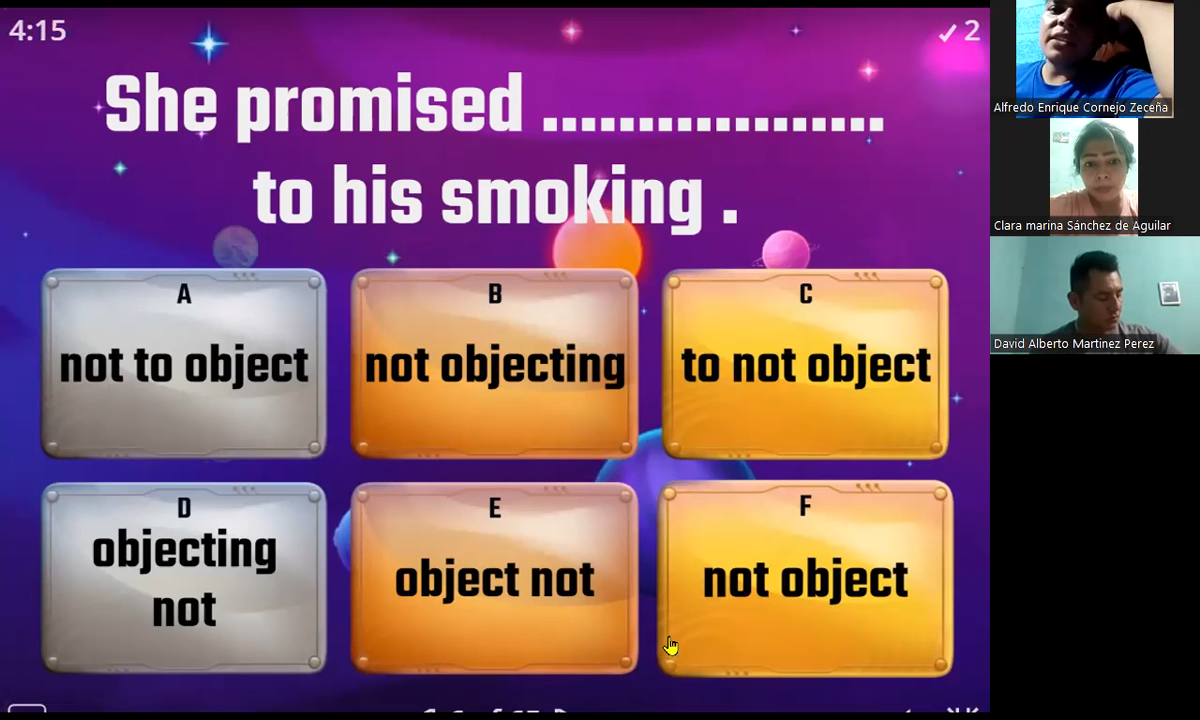 4:15
✓ 2
She promised ..................
to his smoking .
A
not to object
B
not objecting
C
to not object
D
objecting
not
E
object not
F
not object
Alfredo Enrique Cornejo Zeceña
Clara marina Sánchez de Aguilar
David Alberto Martinez Perez